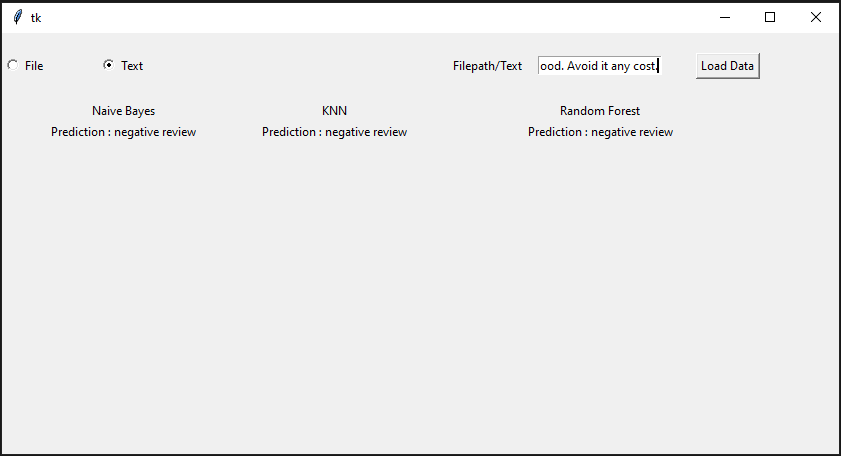 tk
File Text Filepath/Text ood. Avoid it any cost. Load Data
Naive Bayes KNN Random Forest
Prediction : negative review Prediction : negative review Prediction : negative review